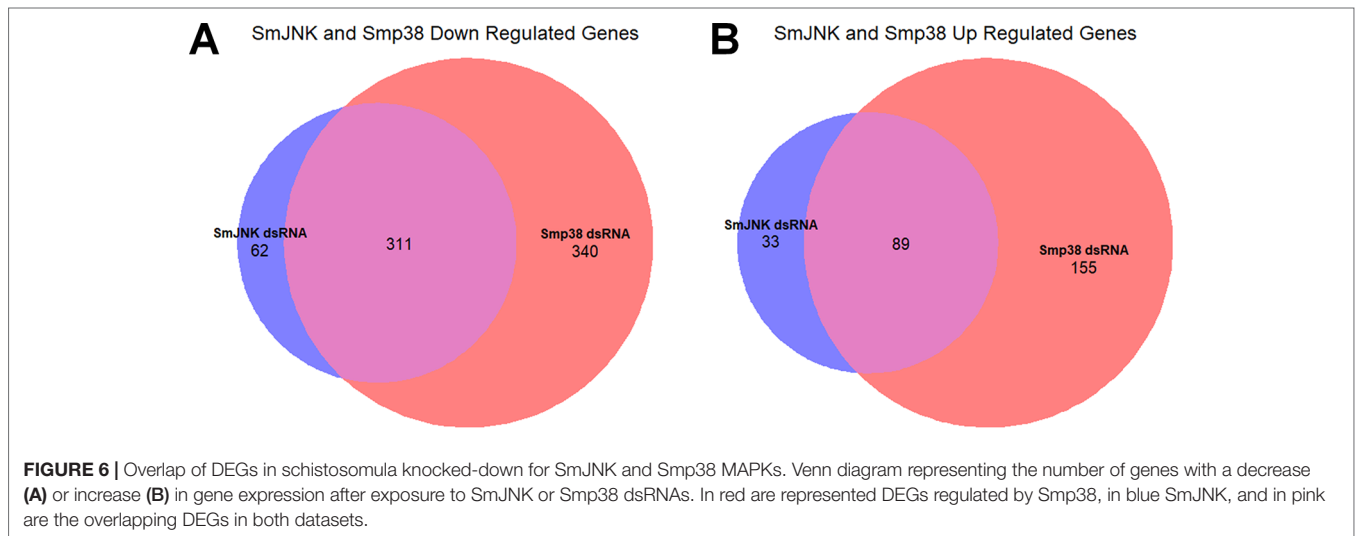 A
SmJNK and Smp38 Down Regulated Genes
SmJNK dsRNA
62
311
Smp38 dsRNA
340
B
SmJNK and Smp38 Up Regulated Genes
SmJNK dsRNA
33
89
Smp38 dsRNA
155
FIGURE 6 | Overlap of DEGs in schistosomula knocked-down for SmJNK and Smp38 MAPKs. Venn diagram representing the number of genes with a decrease
(A) or increase (B) in gene expression after exposure to SmJNK or Smp38 dsRNAs. In red are represented DEGs regulated by Smp38, in blue SmJNK, and in pink
are the overlapping DEGs in both datasets.